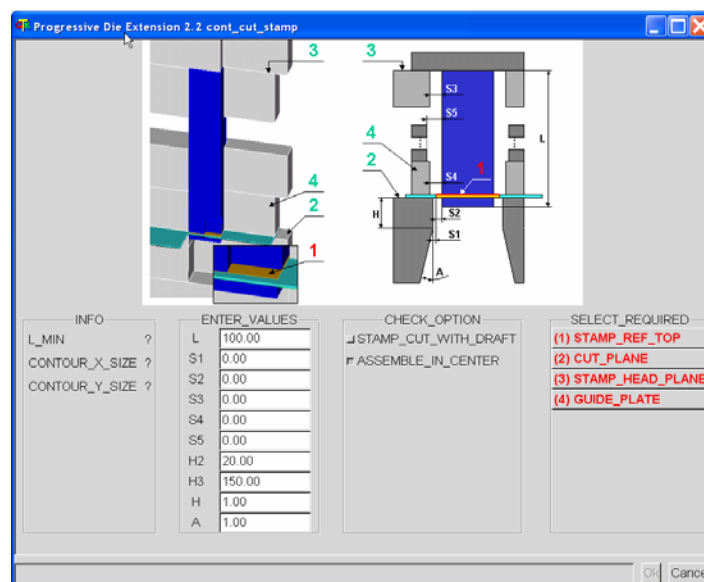 Progressive Die Extension 2.2 cont_cut_stamp
3
3
S3
S5
4
L
1
2
S4
4
2
H
S2
1
S1
A
INFO
L_MIN ?
CONTOUR_X_SIZE ?
CONTOUR_Y_SIZE ?
ENTER_VALUES
L 100.00
S1 0.00
S2 0.00
S3 0.00
S4 0.00
S5 0.00
H2 20.00
H3 150.00
H 1.00
A 1.00
CHECK_OPTION
STAMP_CUT_WITH_DRAFT
ASSEMBLE_IN_CENTER
SELECT_REQUIRED
(1) STAMP_REF_TOP
(2) CUT_PLANE
(3) STAMP_HEAD_PLANE
(4) GUIDE_PLATE
Ok Cance